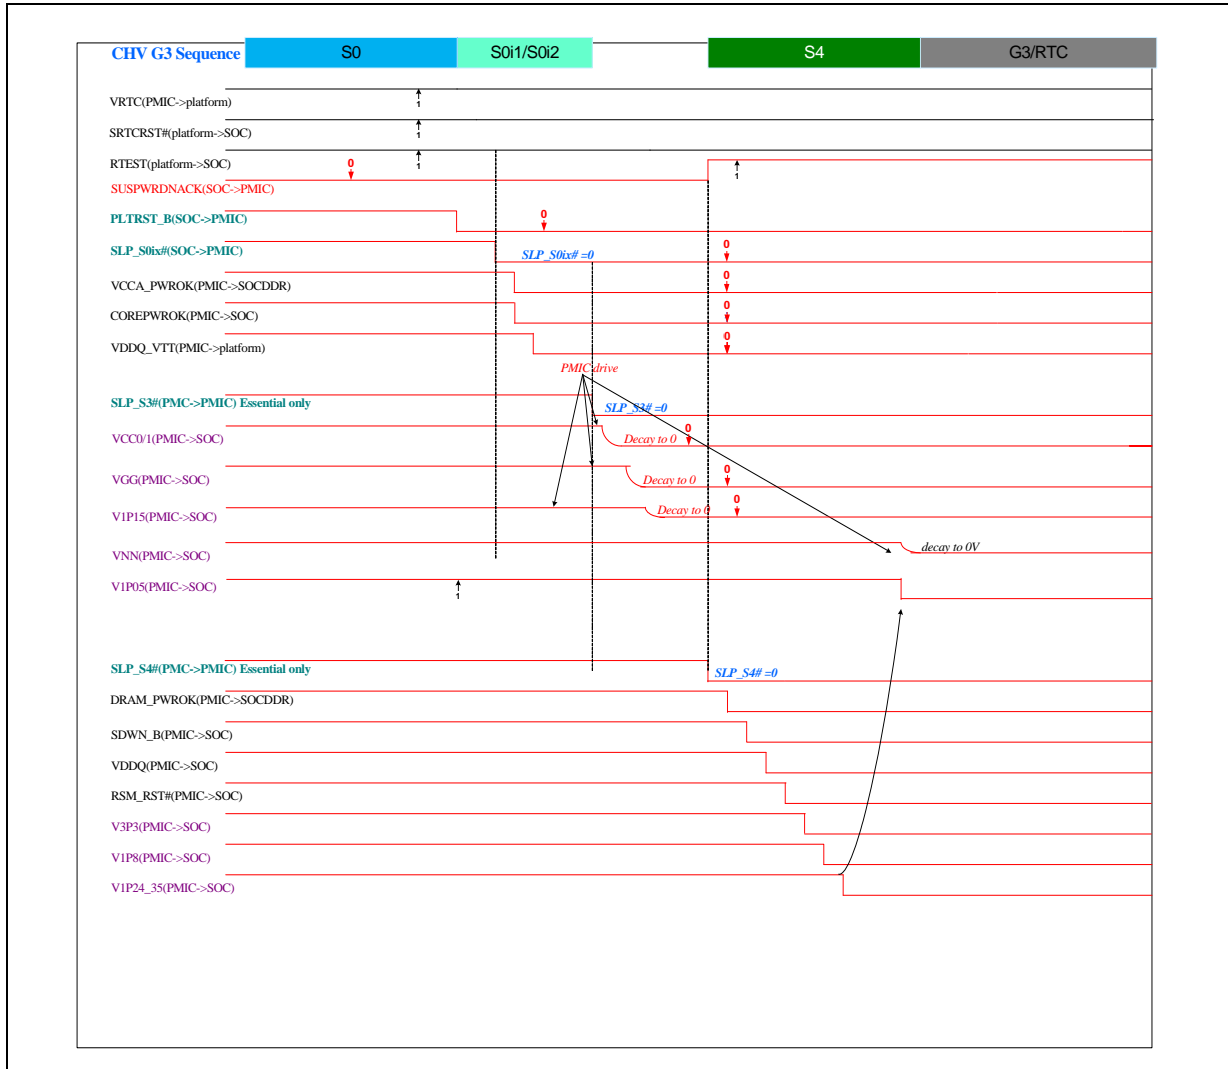 CHV G3 Sequence S0 S0i1/S0i2 S4 G3/RTC
VRTC(PMIC->platform)
1
SRTCRST#(platform->SOC)
1
RTEST(platform->SOC)
0 1 1
SUSPWRDNACK(SOC->PMIC)
PLTRST_B(SOC->PMIC) 0
SLP_S0ix#(SOC->PMIC) SLP_S0ix# =0 0
VCCA_PWROK(PMIC->SOCDDR) 0
COREPWROK(PMIC->SOC) 0
VDDQ_VTT(PMIC->platform) 0
PMIC drive
SLP_S3#(PMC->PMIC) Essential only SLP_S3# =0
VCC0/1(PMIC->SOC) Decay to 0 0
VGG(PMIC->SOC) Decay to 0 0
V1P15(PMIC->SOC) Decay to 0 0
VNN(PMIC->SOC) decay to 0V
V1P05(PMIC->SOC) 1
SLP_S4#(PMC->PMIC) Essential only SLP_S4# =0
DRAM_PWROK(PMIC->SOCDDR)
SDWN_B(PMIC->SOC)
VDDQ(PMIC->SOC)
RSM_RST#(PMIC->SOC)
V3P3(PMIC->SOC)
V1P8(PMIC->SOC)
V1P24_35(PMIC->SOC)